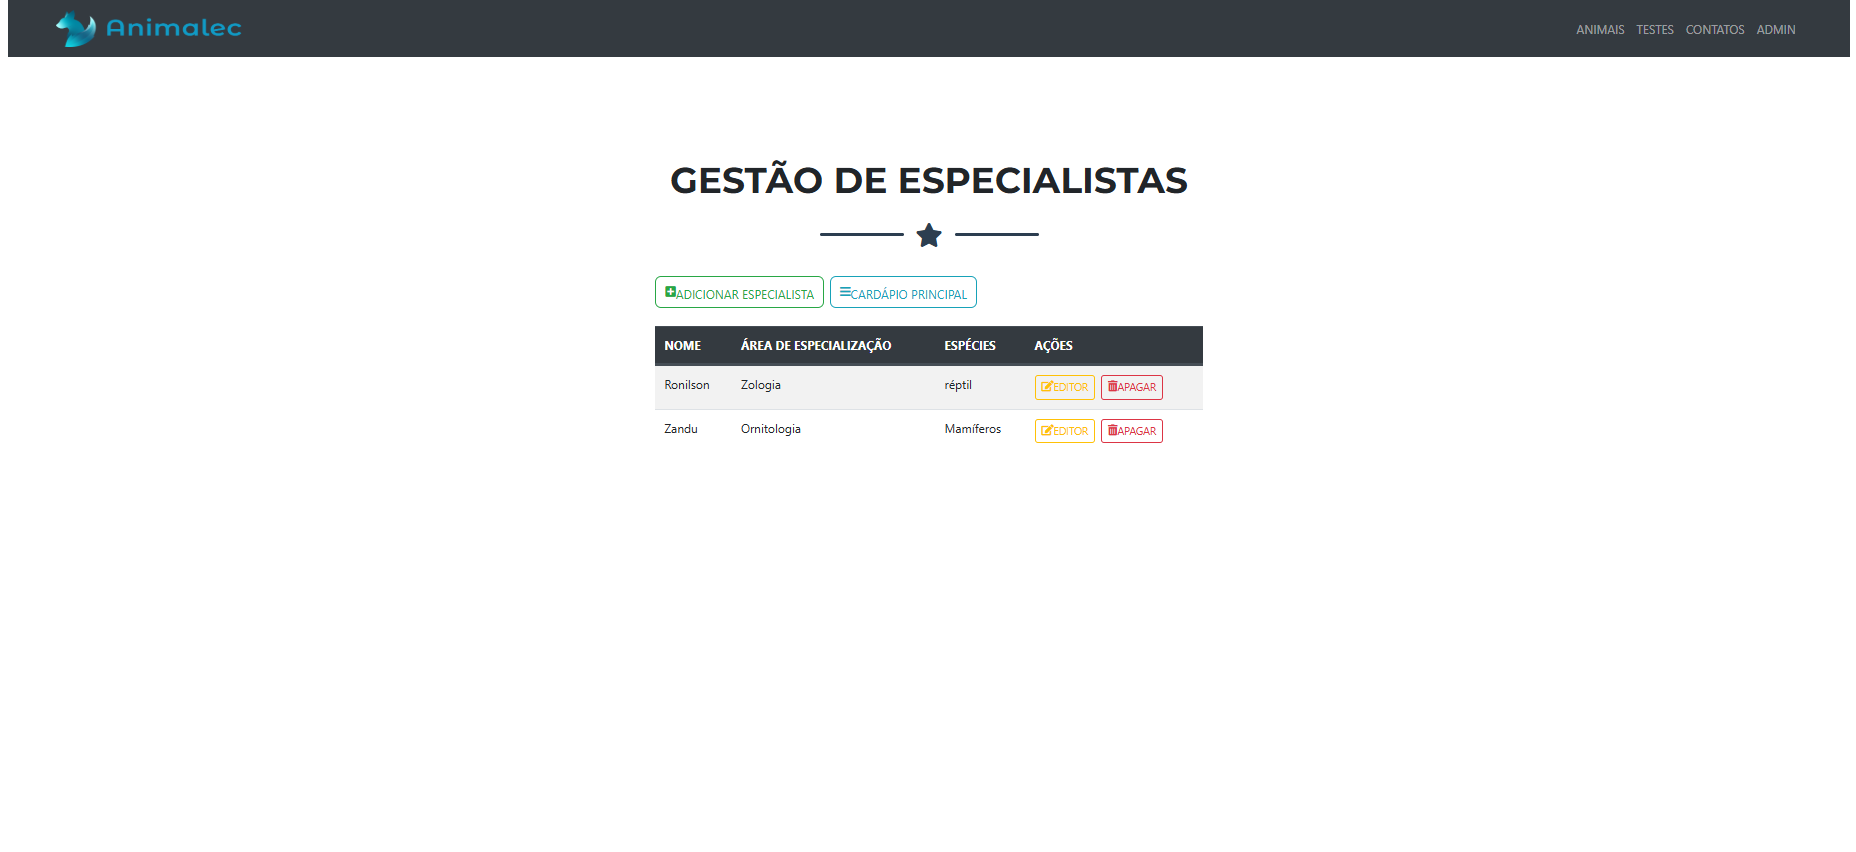 Animalec
ANIMAIS TESTES CONTATOS ADMIN
GESTÃO DE ESPECIALISTAS
ADICIONAR ESPECIALISTA CARDÁPIO PRINCIPAL
NOME ÁREA DE ESPECIALIZAÇÃO ESPÉCIES AÇÕES
Ronilson Zologia réptil EDITOR APAGAR
Zandu Ornitologia Mamíferos EDITOR APAGAR